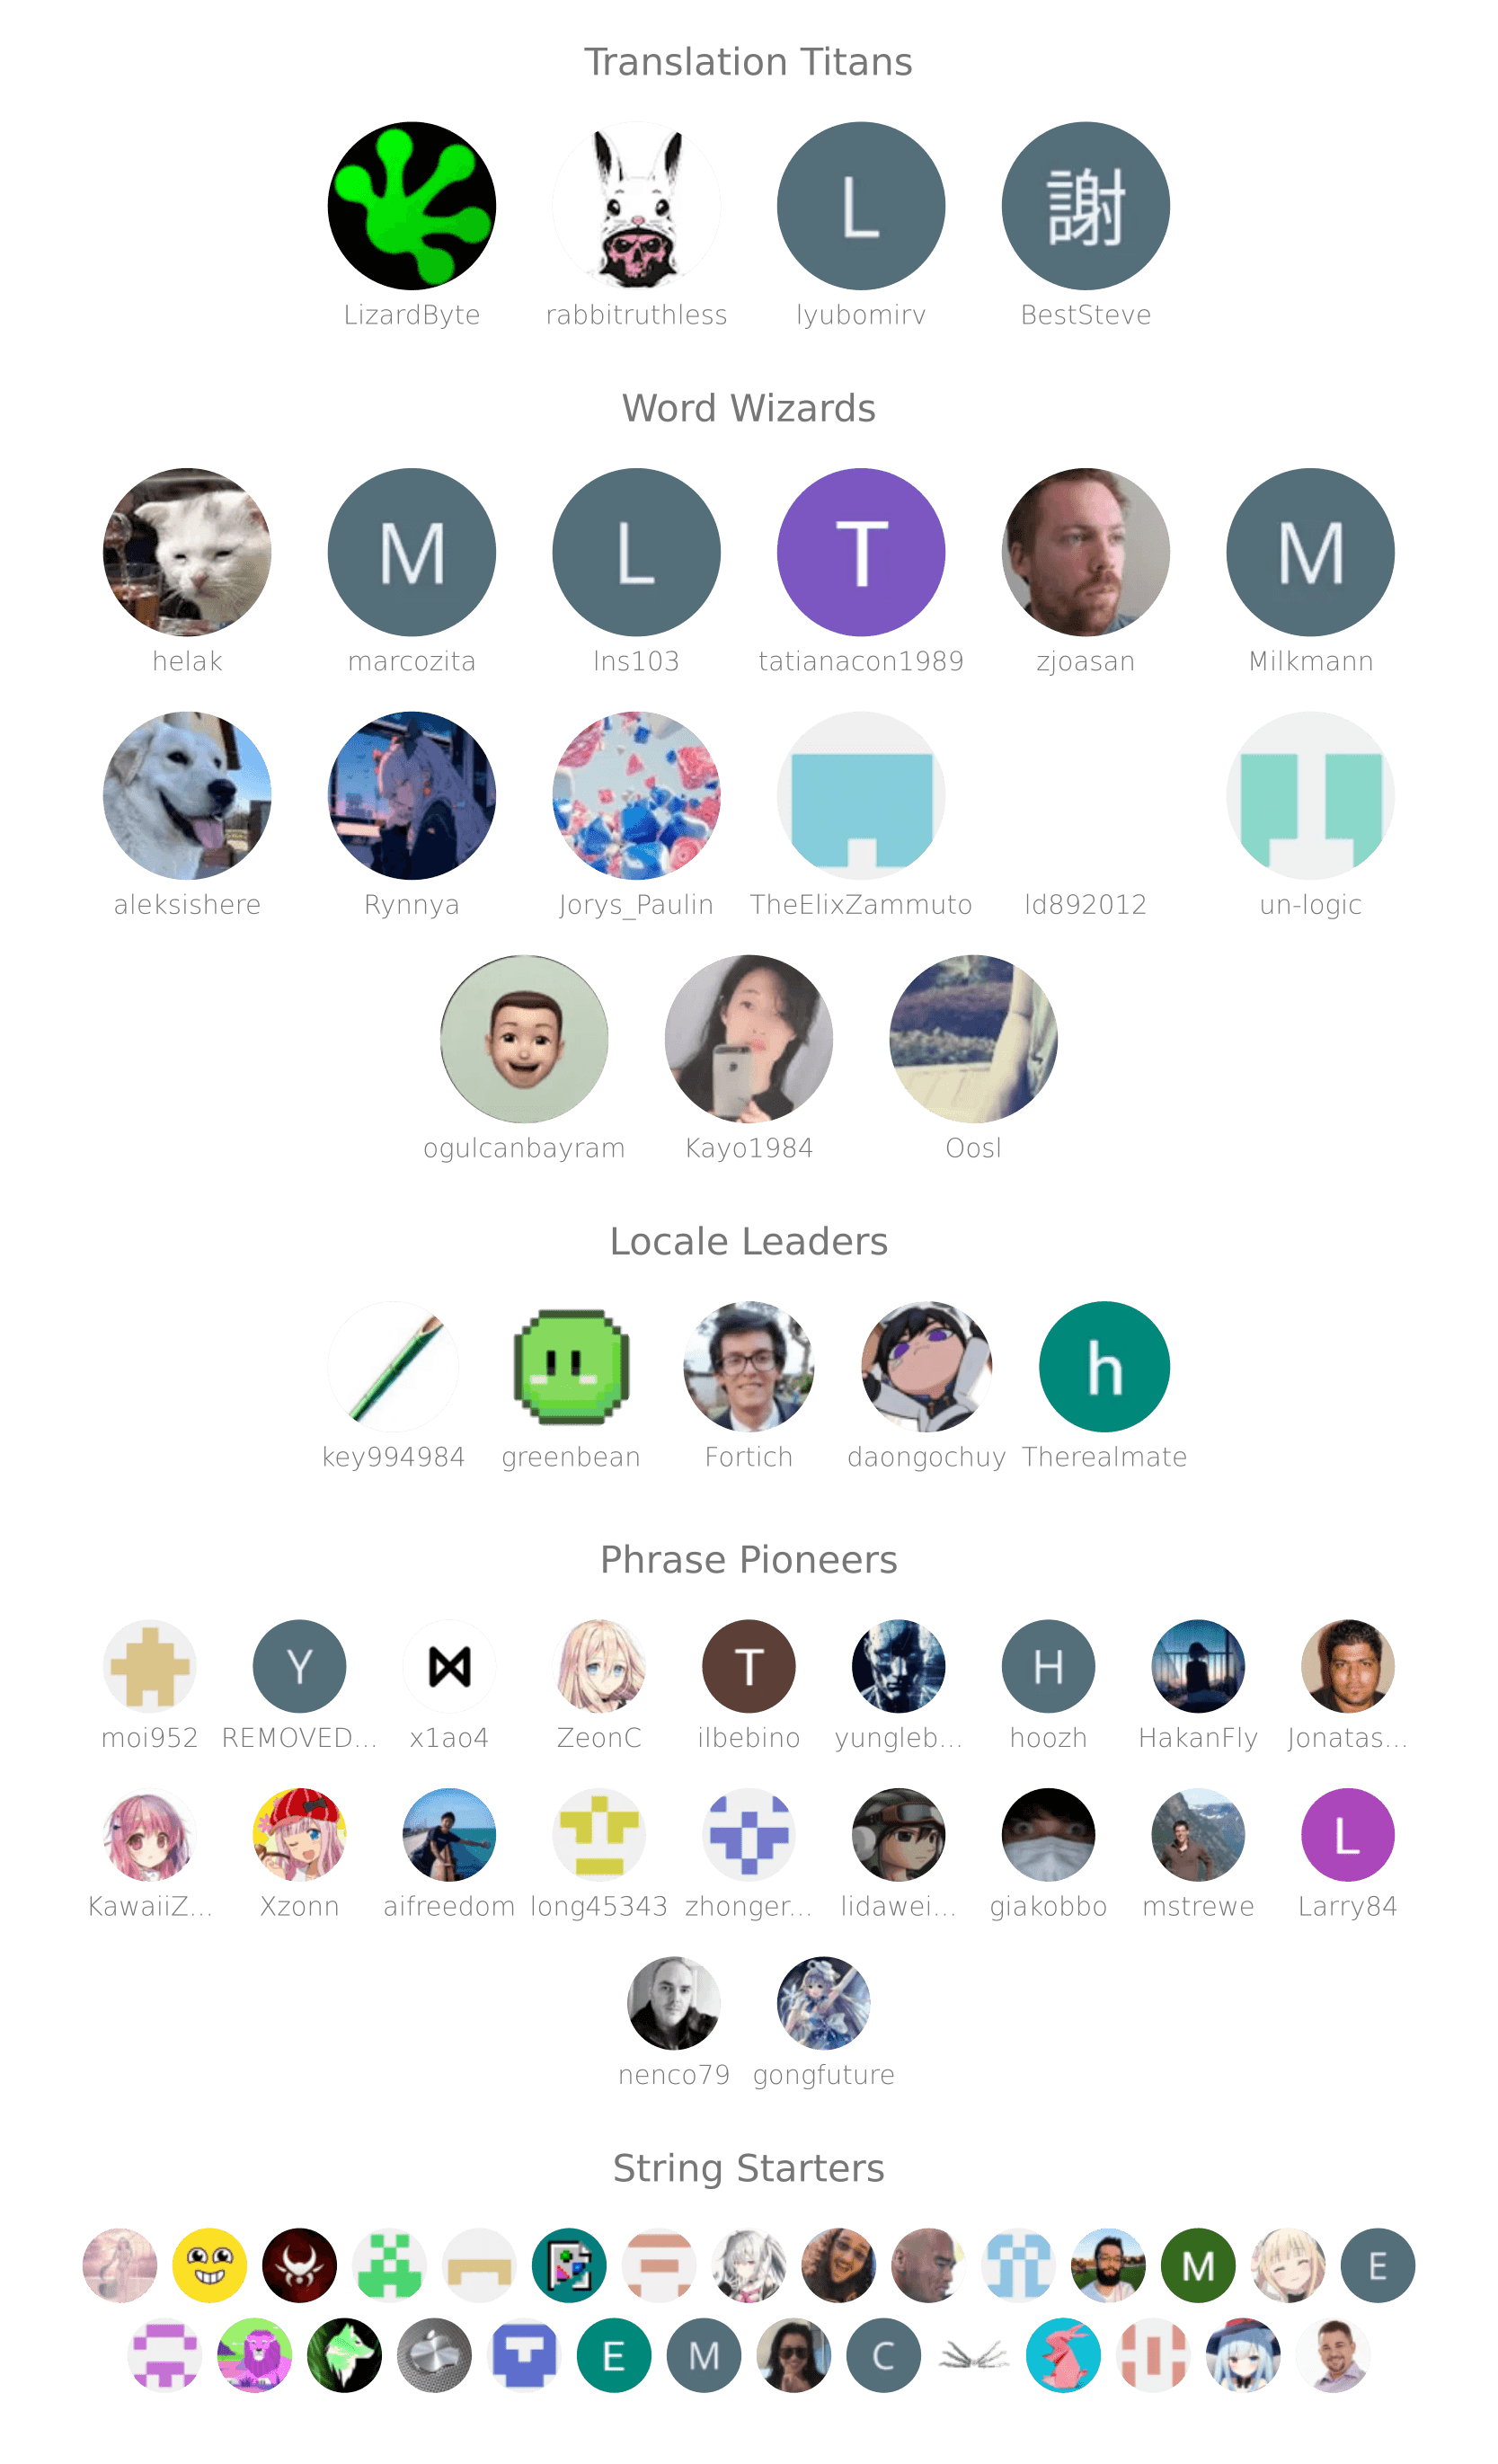 Translation Titans
L 謝
LizardByte rabbitruthless lyubomirv BestSteve
Word Wizards
M L T M
helak marcozita lns103 tatianacon1989 zjoasan Milkmann
aleksishere Rynnya Jorys_Paulin TheElixZammuto ld892012 un-logic
ogulcanbayram Kayo1984 Oosl
Locale Leaders
h
key994984 greenbean Fortich daongochuy Therealmate
Phrase Pioneers
Y T H
moi952 REMOVED... x1ao4 ZeonC ilbebino yungleb... hoozh HakanFly Jonatas...
L
KawaiiZ... Xzonn aifreedom long45343 zhonger... lidawei... giakobbo mstrewe Larry84
nenco79 gongfuture
String Starters
M E
E M C